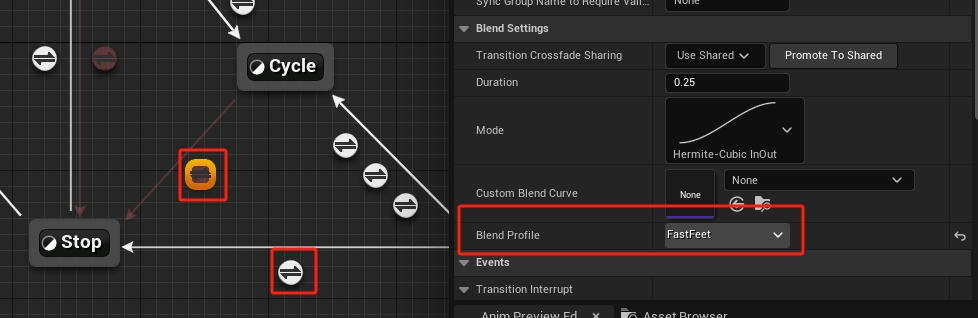 Cycle
Stop
Sync Group Name to Require Vali...
None
Blend Settings
Transition Crossfade Sharing
Use Shared
Promote To Shared
Duration
0.25
Mode
Hermite-Cubic InOut
Custom Blend Curve
None
None
Blend Profile
FastFeet
Events
Transition Interrupt
Anim Preview Ed
Asset Browser